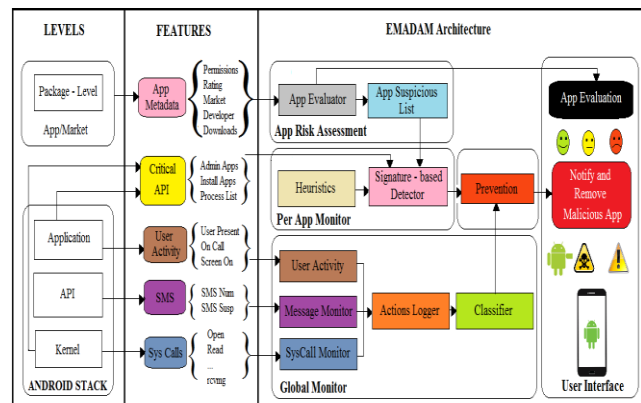 LEVELS
FEATURES
EMADAM Architecture
Package - Level
App/Market
App
Metadata
Permissions
Rating
Market
Developer
Downloads
App Evaluator
App Suspicious
List
App Risk Assessment
App Evaluation
Critical
API
Admin Apps
Install Apps
Process List
Heuristics
Signature - based
Detector
Per App Monitor
Prevention
Notify and
Remove
Malicious App
Application
API
Kernel
ANDROID STACK
User
Activity
User Present
On Call
Screen On
SMS
SMS Num
SMS Susp
Sys Calls
Open
Read
...
rcvmg
User Activity
Message Monitor
SysCall Monitor
Actions Logger
Classifier
Global Monitor
User Interface